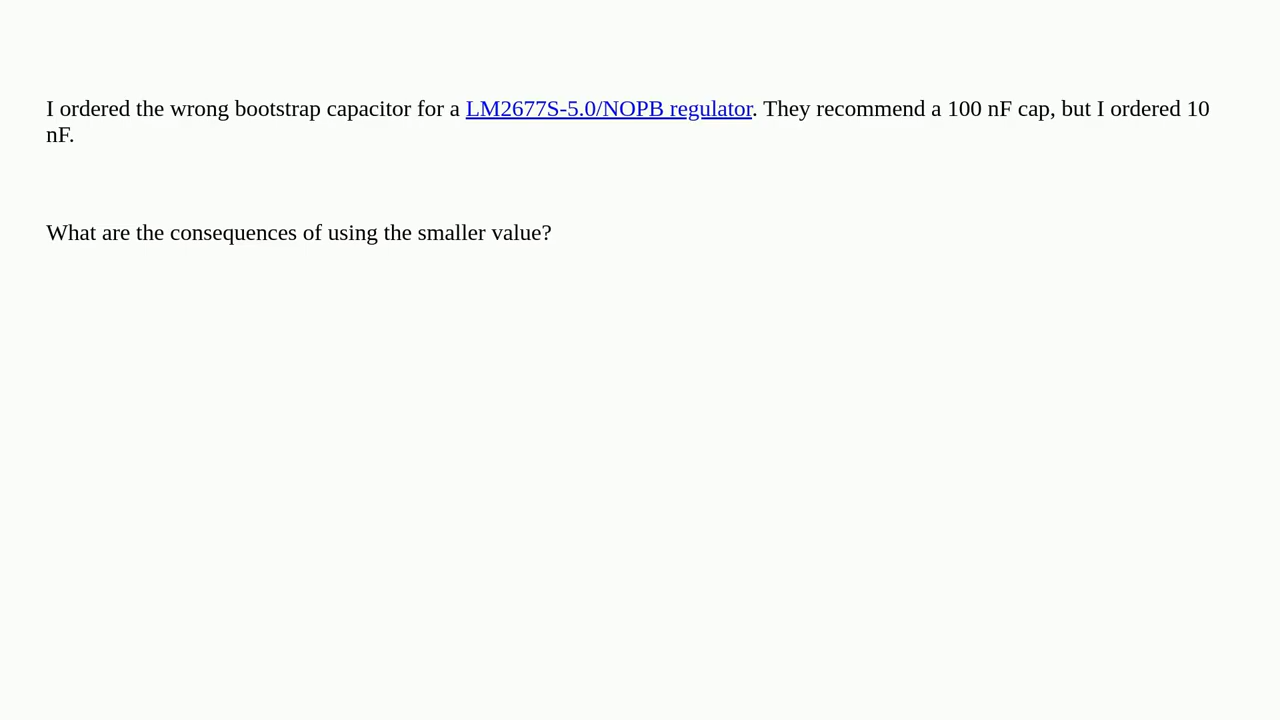 I ordered the wrong bootstrap capacitor for a LM2677S-5.0/NOPB regulator. They recommend a 100 nF cap, but I ordered 10
nF.
What are the consequences of using the smaller value?